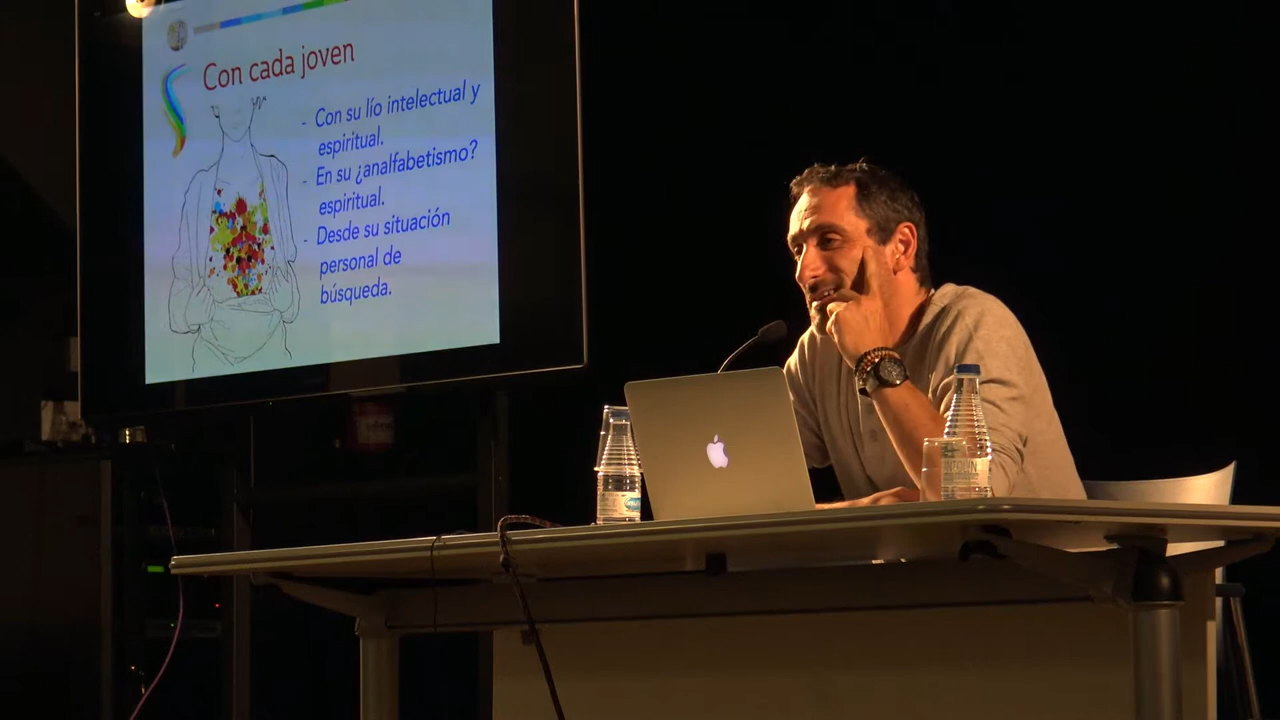 Con cada joven
- Con su lío intelectual y
espiritual.
- En su ¿analfabetismo?
espiritual.
- Desde su situación
personal de
búsqueda.